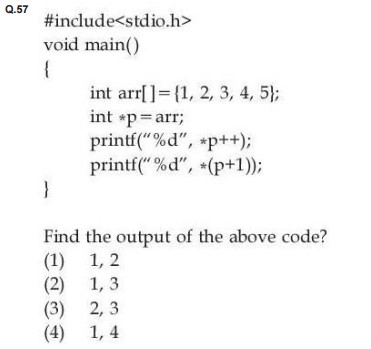 Q.57
#include<stdio.h>
void main()
{
int arr[]={1, 2, 3, 4, 5};
int *p=arr;
printf(“%d”, *p++);
printf(“%d”, *(p+1));
}
Find the output of the above code?
(1) 1, 2
(2) 1, 3
(3) 2, 3
(4) 1, 4